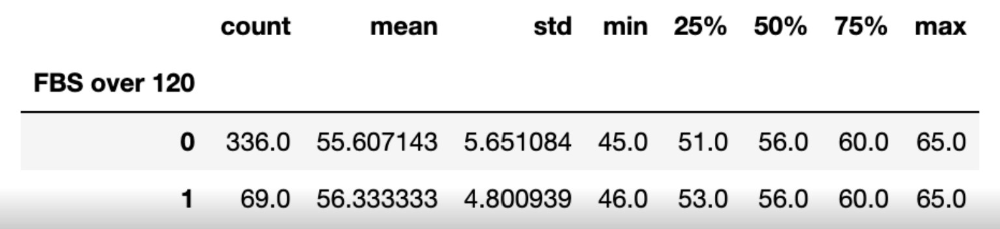 count mean std min 25% 50% 75% max
FBS over 120
0 336.0 55.607143 5.651084 45.0 51.0 56.0 60.0 65.0
1 69.0 56.333333 4.800939 46.0 53.0 56.0 60.0 65.0